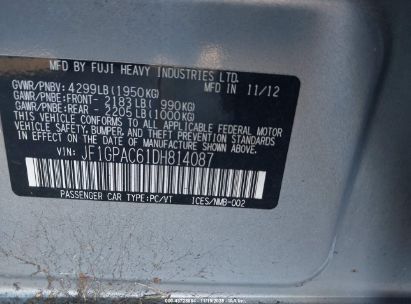 MFD BY FUJI HEAVY INDUSTRIES LTD.
GVWR/PNBV: 4299LB(1950KG) 11/12
GAWR/PNBE:FRONT- 2183LB( 990KG)
GAWR/PNBE:REAR - 2205LB(1000KG)
THIS VEHICLE CONFORMS TO ALL
APPLICABLE FEDERAL MOTOR VEHICLE
SAFETY, BUMPER, AND THEFT PREVENTION
STANDARDS IN EFFECT ON THE DATE OF
MANUFACTURE SHOWN ABOVE.
VIN: JF1GPAC61DH814087
PASSENGER CAR TYPE:PC/VT ICES/NMB-002